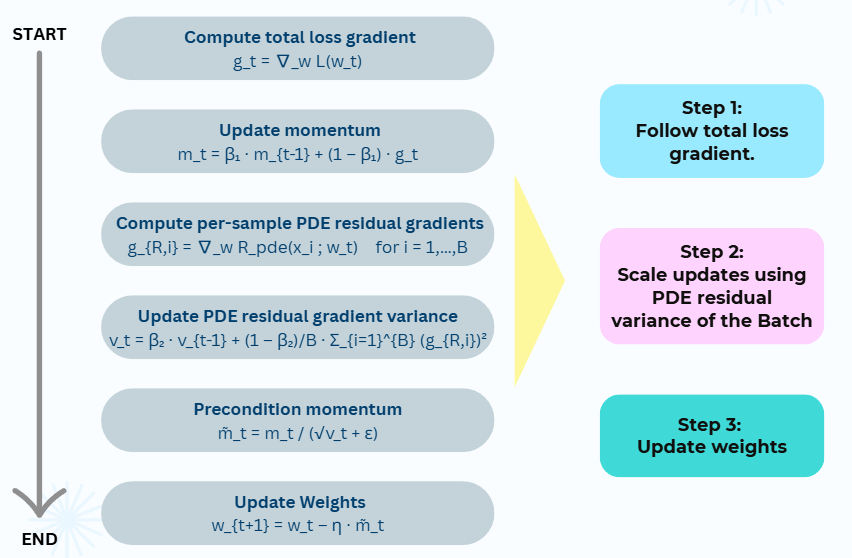 START
Compute total loss gradient
g_t = ∇_w L(w_t)
Update momentum
m_t = β₁ · m_{t-1} + (1 − β₁) · g_t
Compute per-sample PDE residual gradients
g_{R,i} = ∇_w R_pde(x_i ; w_t) for i = 1,...,B
Update PDE residual gradient variance
v_t = β₂ · v_{t-1} + (1 − β₂)/B · Σ_{i=1}^{B} (g_{R,i})²
Precondition momentum
m̃_t = m_t / (√v_t + ε)
Update Weights
w_{t+1} = w_t − η · m̃_t
END
Step 1:
Follow total loss
gradient.
Step 2:
Scale updates using
PDE residual
variance of the Batch
Step 3:
Update weights